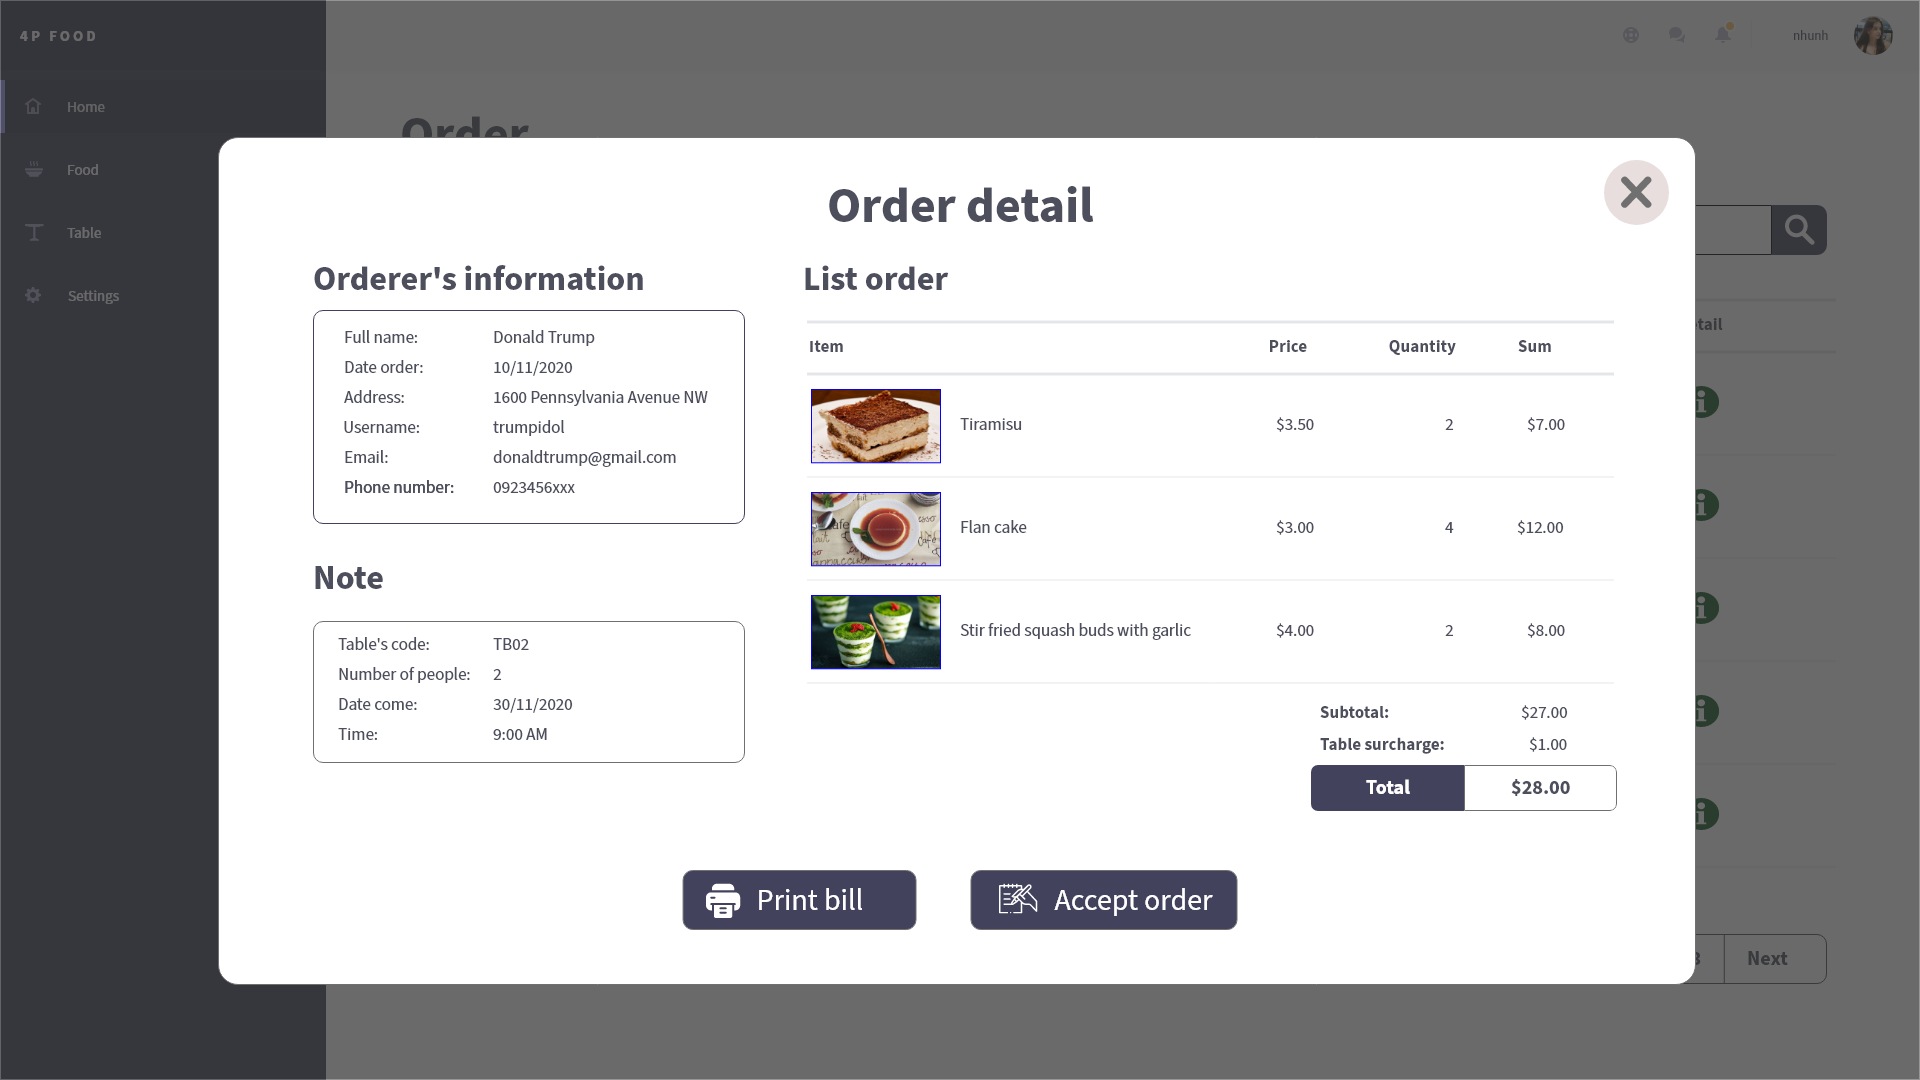 4P FOOD
nhunh
Home
Food
Table
Settings
Order
Order detail
Orderer's information
Full name: Donald Trump
Date order: 10/11/2020
Address: 1600 Pennsylvania Avenue NW
Username: trumpidol
Email: donaldtrump@gmail.com
Phone number: 0923456xxx
Note
Table's code: TB02
Number of people: 2
Date come: 30/11/2020
Time: 9:00 AM
List order
Item Price Quantity Sum
Tiramisu $3.50 2 $7.00
Flan cake $3.00 4 $12.00
Stir fried squash buds with garlic $4.00 2 $8.00
Subtotal: $27.00
Table surcharge: $1.00
Total $28.00
Print bill
Accept order
Next